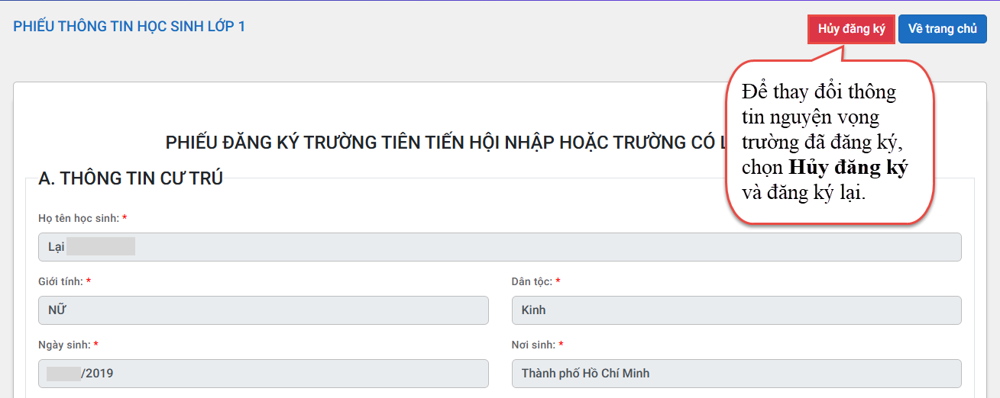 PHIẾU THÔNG TIN HỌC SINH LỚP 1
Hủy đăng ký
Về trang chủ
Để thay đổi thông
tin nguyện vọng
trường đã đăng ký,
chọn Hủy đăng ký
và đăng ký lại.
PHIẾU ĐĂNG KÝ TRƯỜNG TIÊN TIẾN HỘI NHẬP HOẶC TRƯỜNG CÓ
A. THÔNG TIN CƯ TRÚ
Họ tên học sinh: *
Lại
Giới tính: *
Dân tộc: *
NỮ
Kinh
Ngày sinh: *
Nơi sinh: *
/2019
Thành phố Hồ Chí Minh